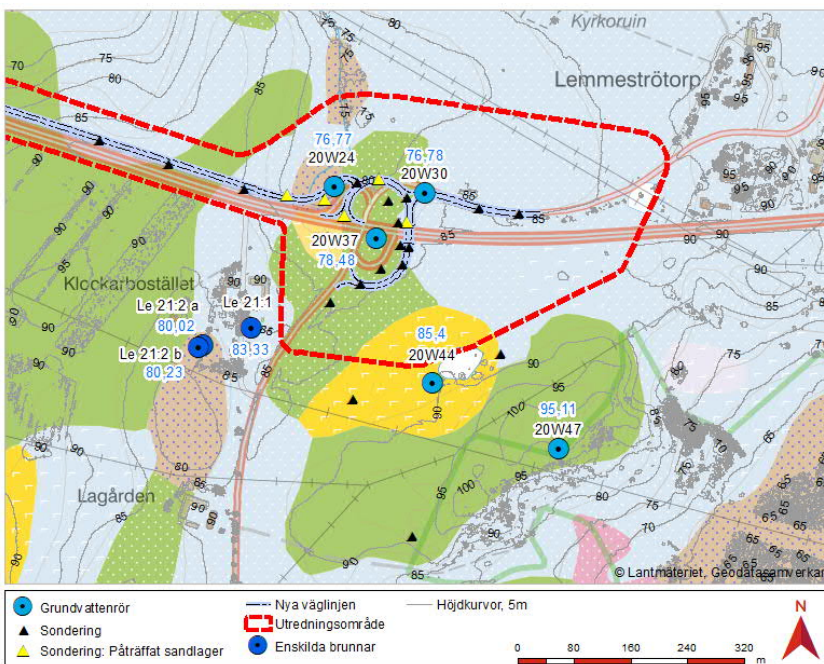 Kyrkoruin
Lemmeströtorp
76,77
20W24
76,78
20W30
20W37
78,48
Klockarbostället
Le 21:2 a
80,02
Le 21:1
83,33
Le 21:2 b
80,23
85,4
20W44
95,11
20W47
Lagården
© Lantmäteriet, Geodatasamverkan
Grundvattenrör
Sondering
Sondering: Påträffat sandlager
Nya väglinjen
Utredningsområde
Enskilda brunnar
Höjdkurvor, 5m
N
0 80 160 240 320
m